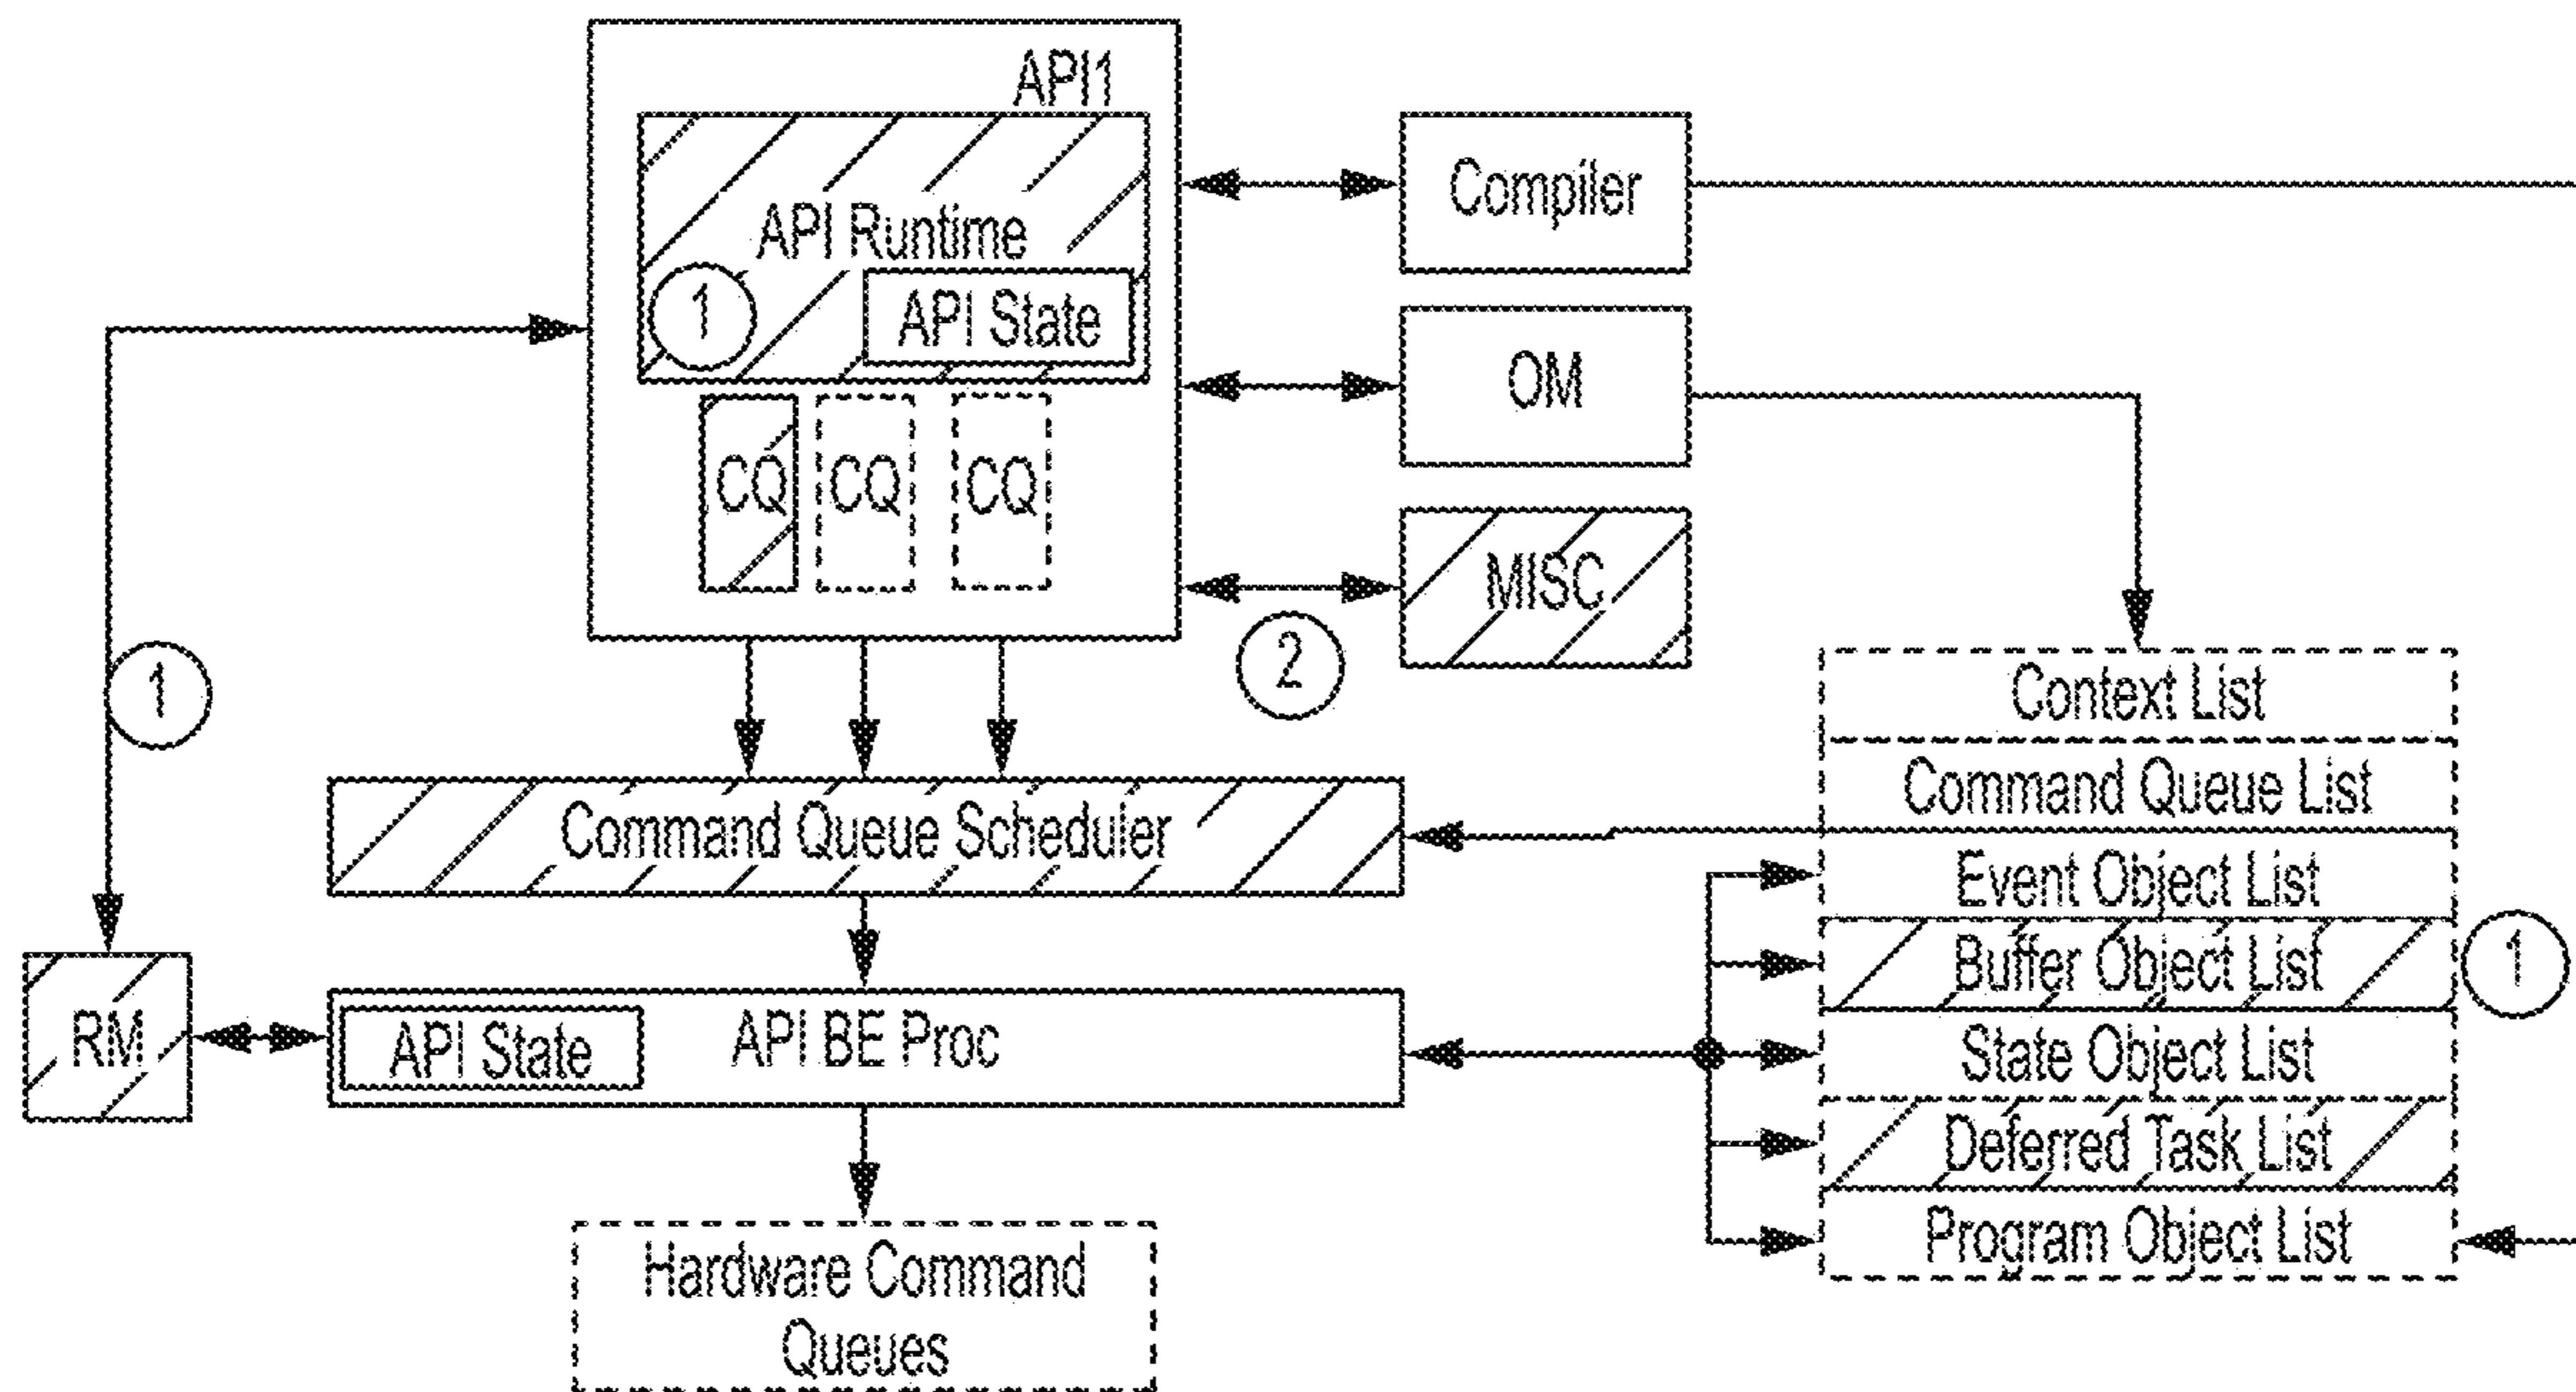 API1
API Runtime
1
API State
CQ
CQ
CQ
Compiler
OM
MISC
2
1
Command Queue Scheduler
RM
API State
API BE Proc
Hardware Command
Queues
Context List
Command Queue List
Event Object List
Buffer Object List
1
State Object List
Deferred Task List
Program Object List